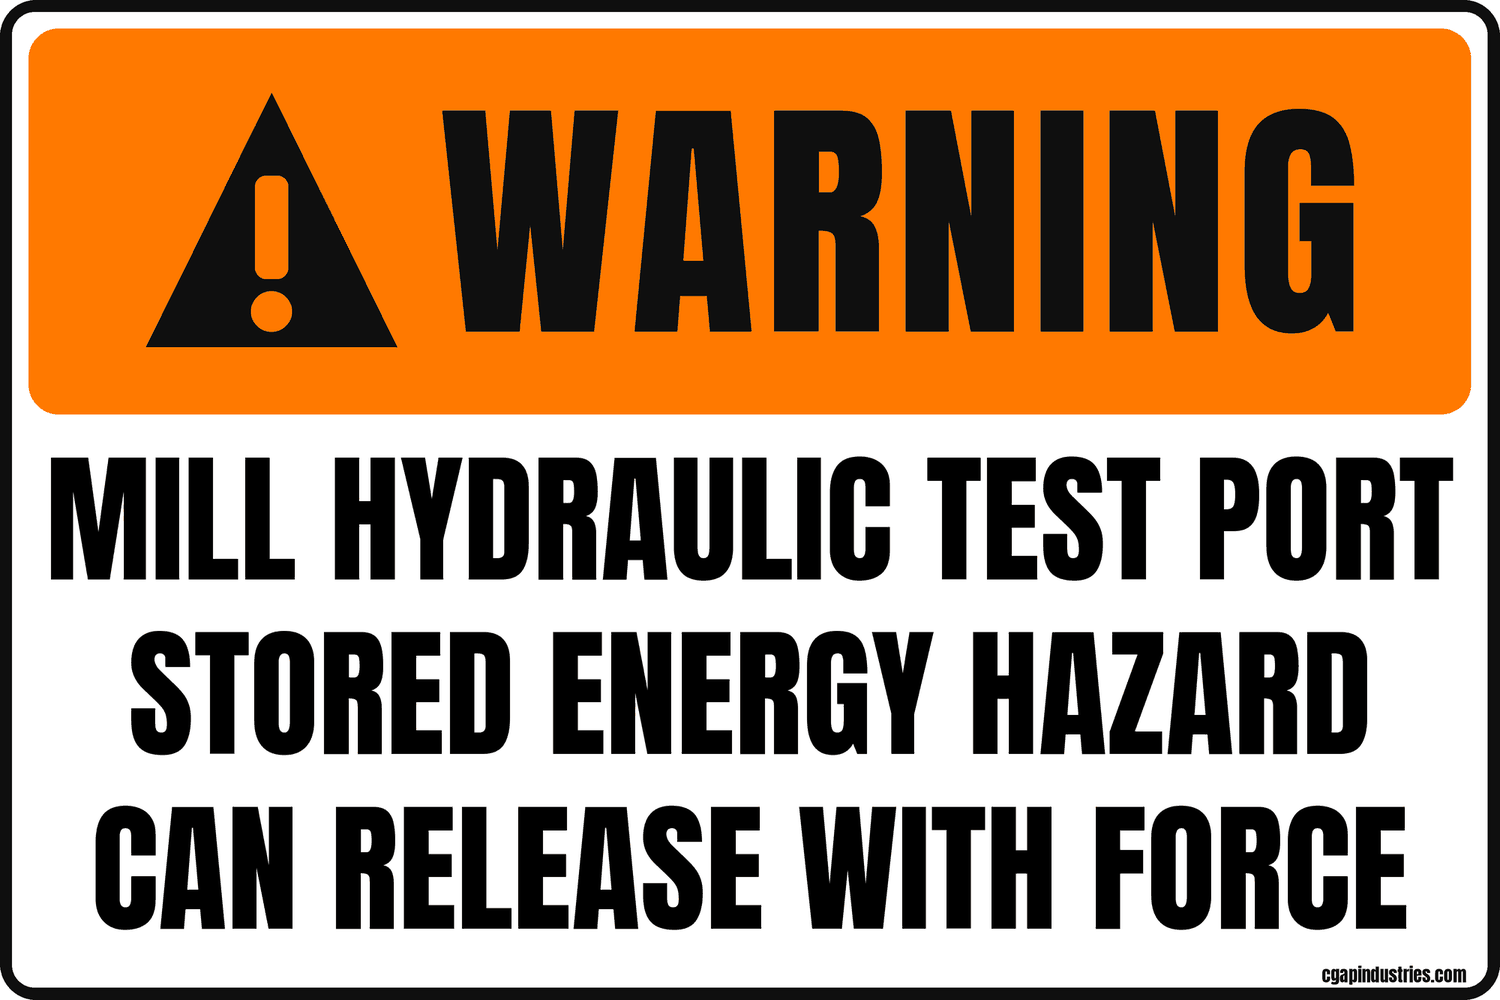 WARNING
MILL HYDRAULIC TEST PORT
STORED ENERGY HAZARD
CAN RELEASE WITH FORCE
cgapindustries.com